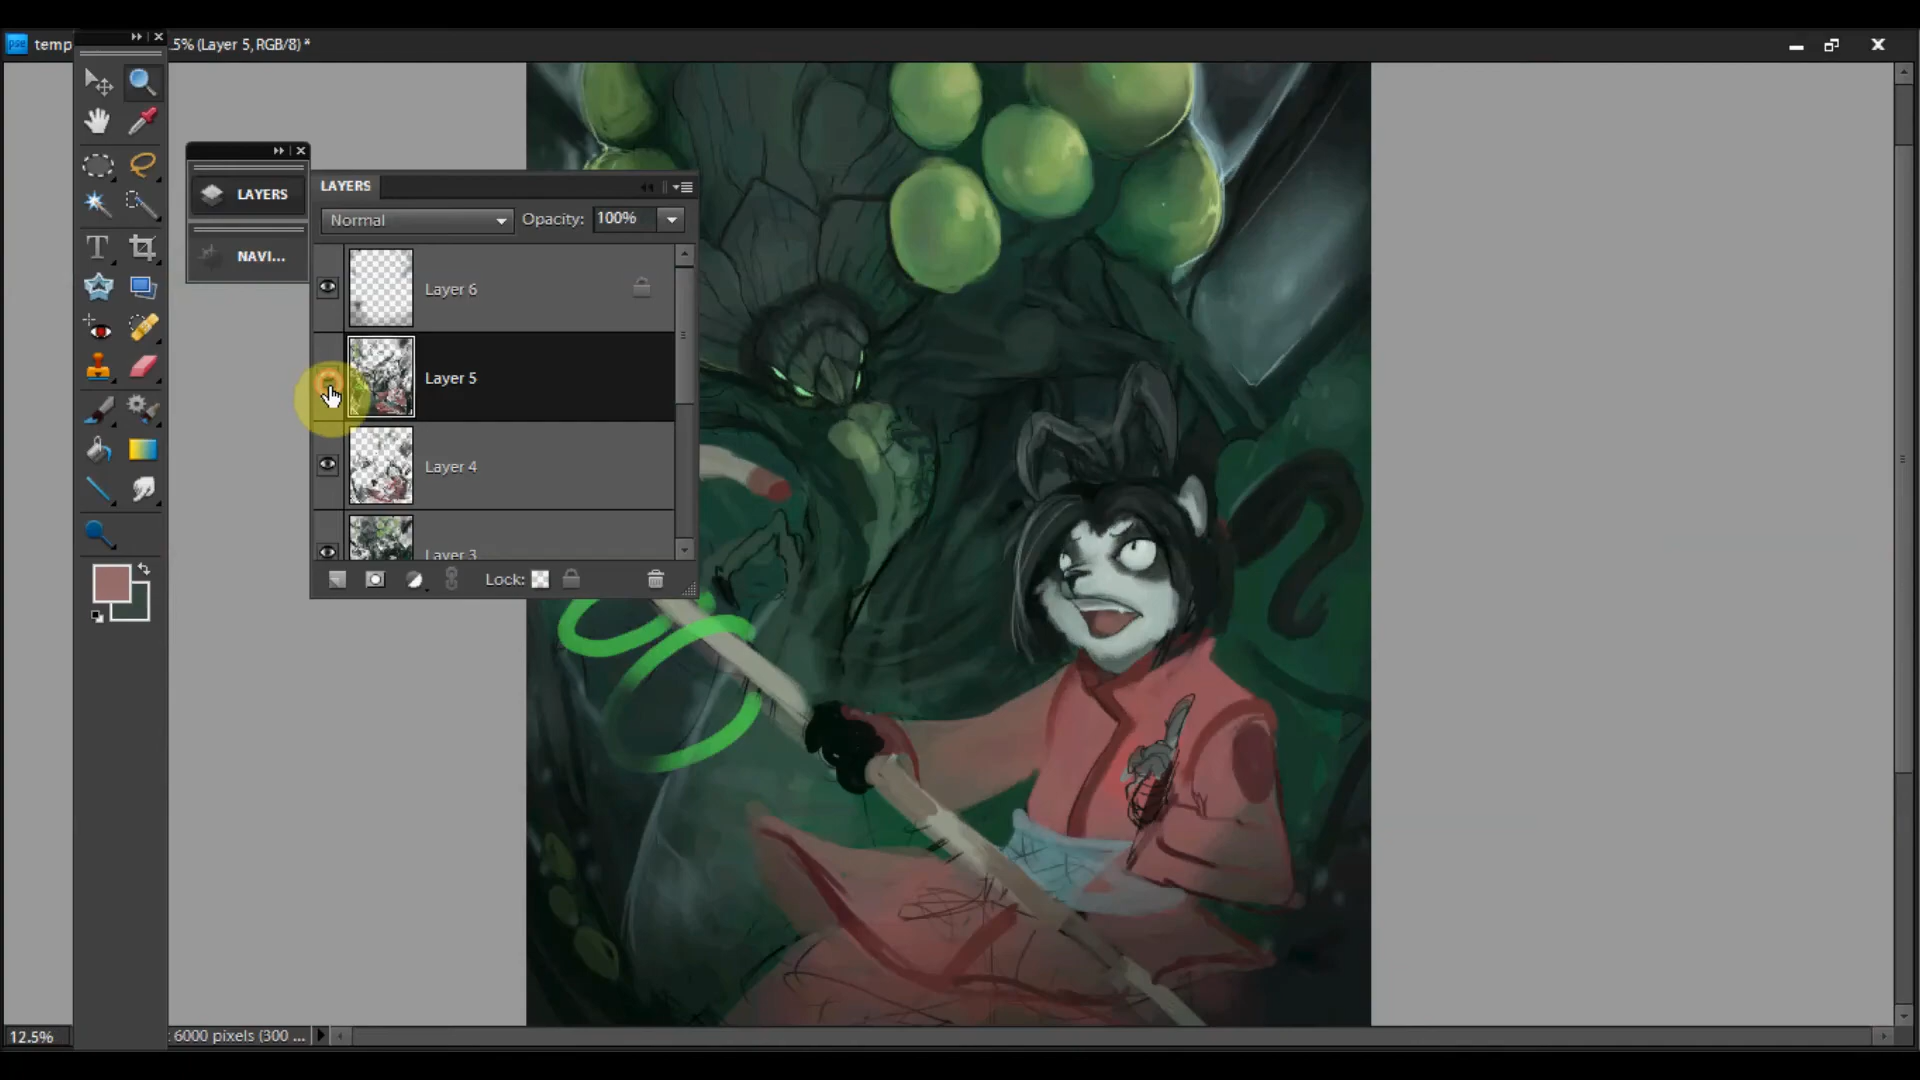 pse temp .5% (Layer 5, RGB/8) *
LAYERS
NAVI...
LAYERS
Normal Opacity: 100%
Layer 6
Layer 5
Layer 4
Layer 3
Lock:
T
12.5% : 6000 pixels (300 ...